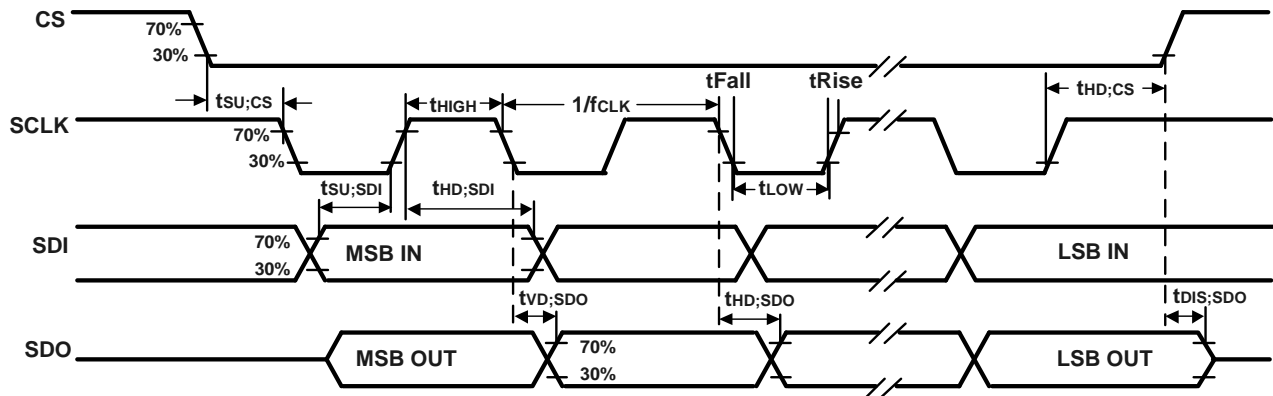 CS
70%
30%
tFall
tRise
tSU;CS
tHIGH
1/fCLK
tHD;CS
SCLK
70%
30%
tSU;SDI
tHD;SDI
tLOW
SDI
70%
30%
MSB IN
LSB IN
tVD;SDO
tHD;SDO
tDIS;SDO
SDO
MSB OUT
70%
30%
LSB OUT